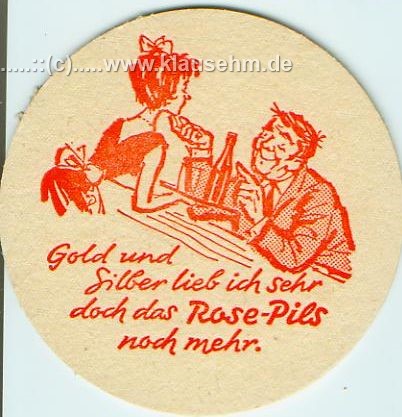 .....::(c).....www.klausehm.de
Gold und
Silber lieb ich sehr
doch das Rose-Pils
noch mehr.